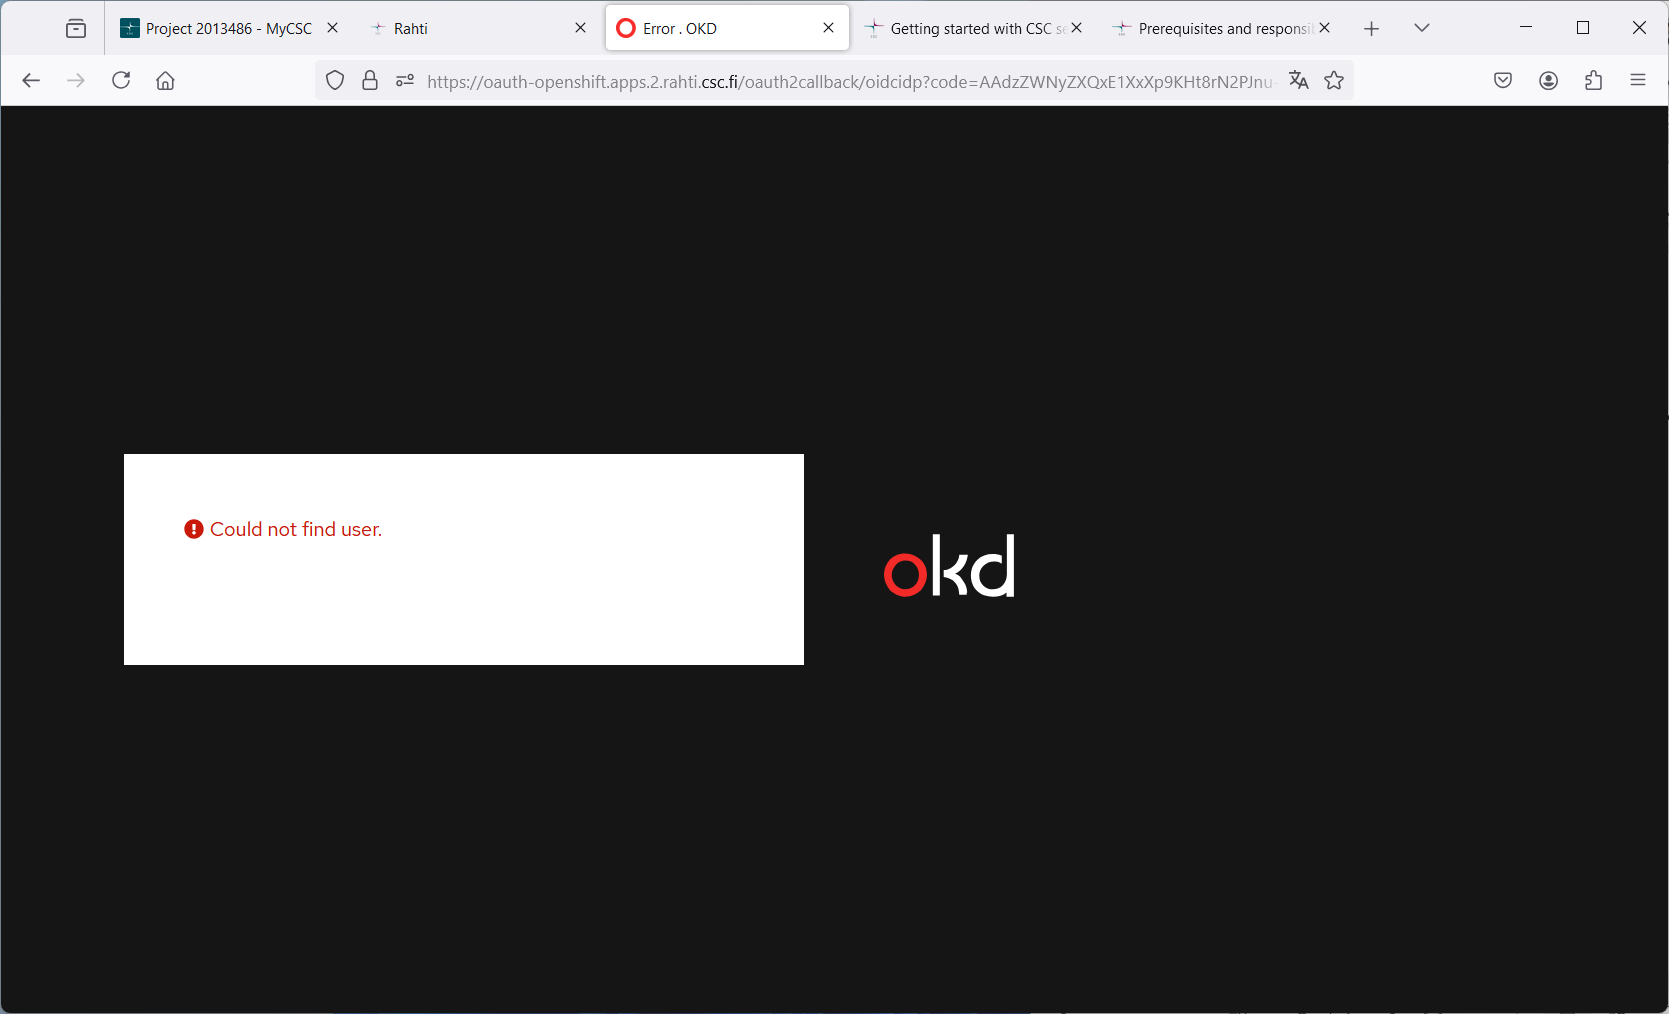 Project 2013486 - MyCSC
Rahti
Error . OKD
Getting started with CSC se
Prerequisites and responsi
https://oauth-openshift.apps.2.rahti.csc.fi/oauth2callback/oidcidp?code=AAdzZWNyZXQxE1XxXp9KHt8rN2PJnu-
Could not find user.
okd